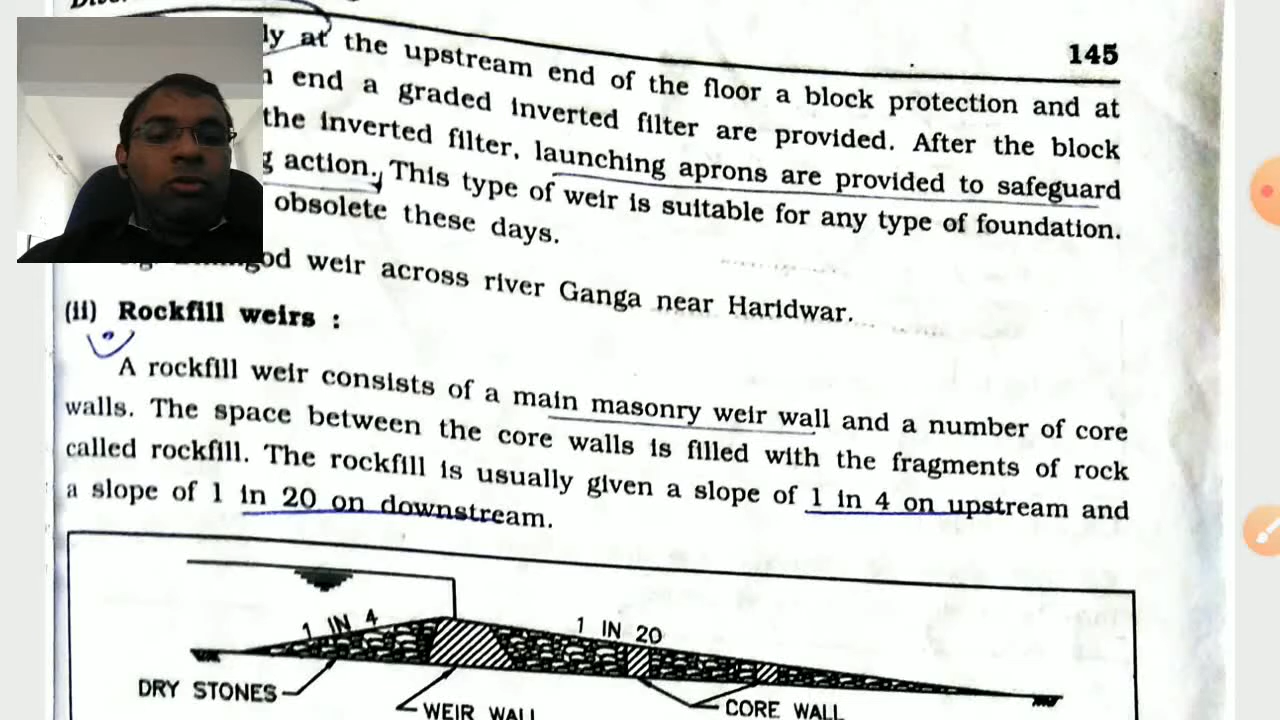 145
ly at the upstream end of the floor a block protection and at
end a graded inverted filter are provided. After the block
the inverted filter, launching aprons are provided to safeguard
action. This type of weir is suitable for any type of foundation.
obsolete these days.
weir across river Ganga near Haridwar.
(ii) Rockfill weirs :
A rockfill weir consists of a main masonry weir wall and a number of core
walls. The space between the core walls is filled with the fragments of rock
called rockfill. The rockfill is usually given a slope of 1 in 4 on upstream and
a slope of 1 in 20 on downstream.
1 IN 4
1 IN 20
DRY STONES
WEIR WALL
CORE WALL